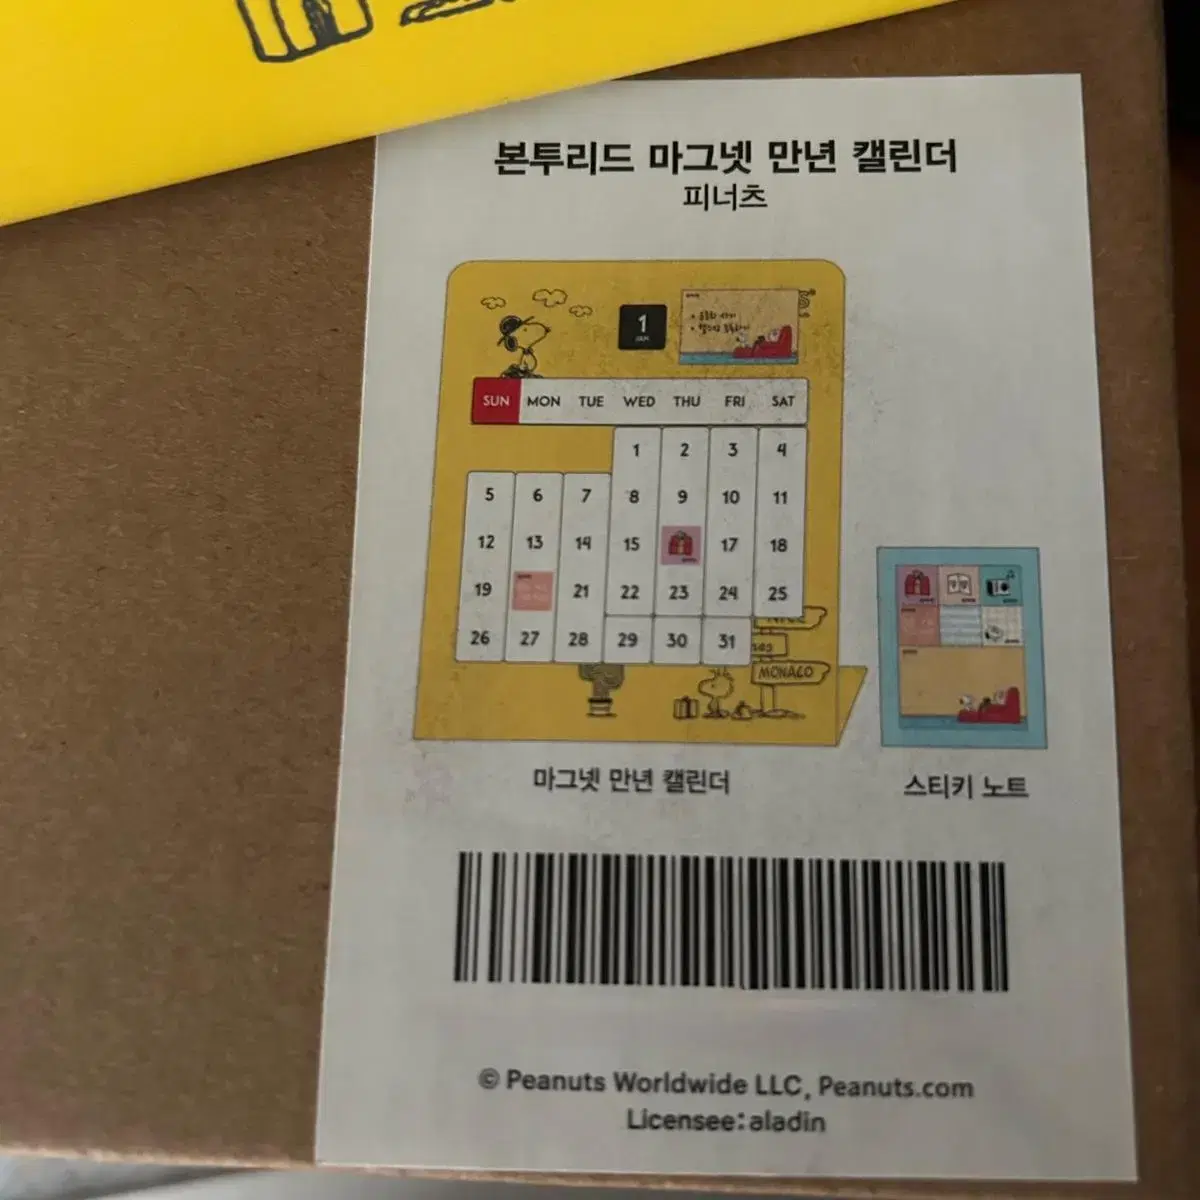 본투리드 마그넷 만년 캘린더
피너츠
1
JAN
SUN MON TUE WED THU FRI SAT
1 2 3 4
5 6 7 8 9 10 11
12 13 14 15 17 18
19 21 22 23 24 25
26 27 28 29 30 31
NICE
MONACO
마그넷 만년 캘린더
스티키 노트
© Peanuts Worldwide LLC, Peanuts.com
Licensee:aladin